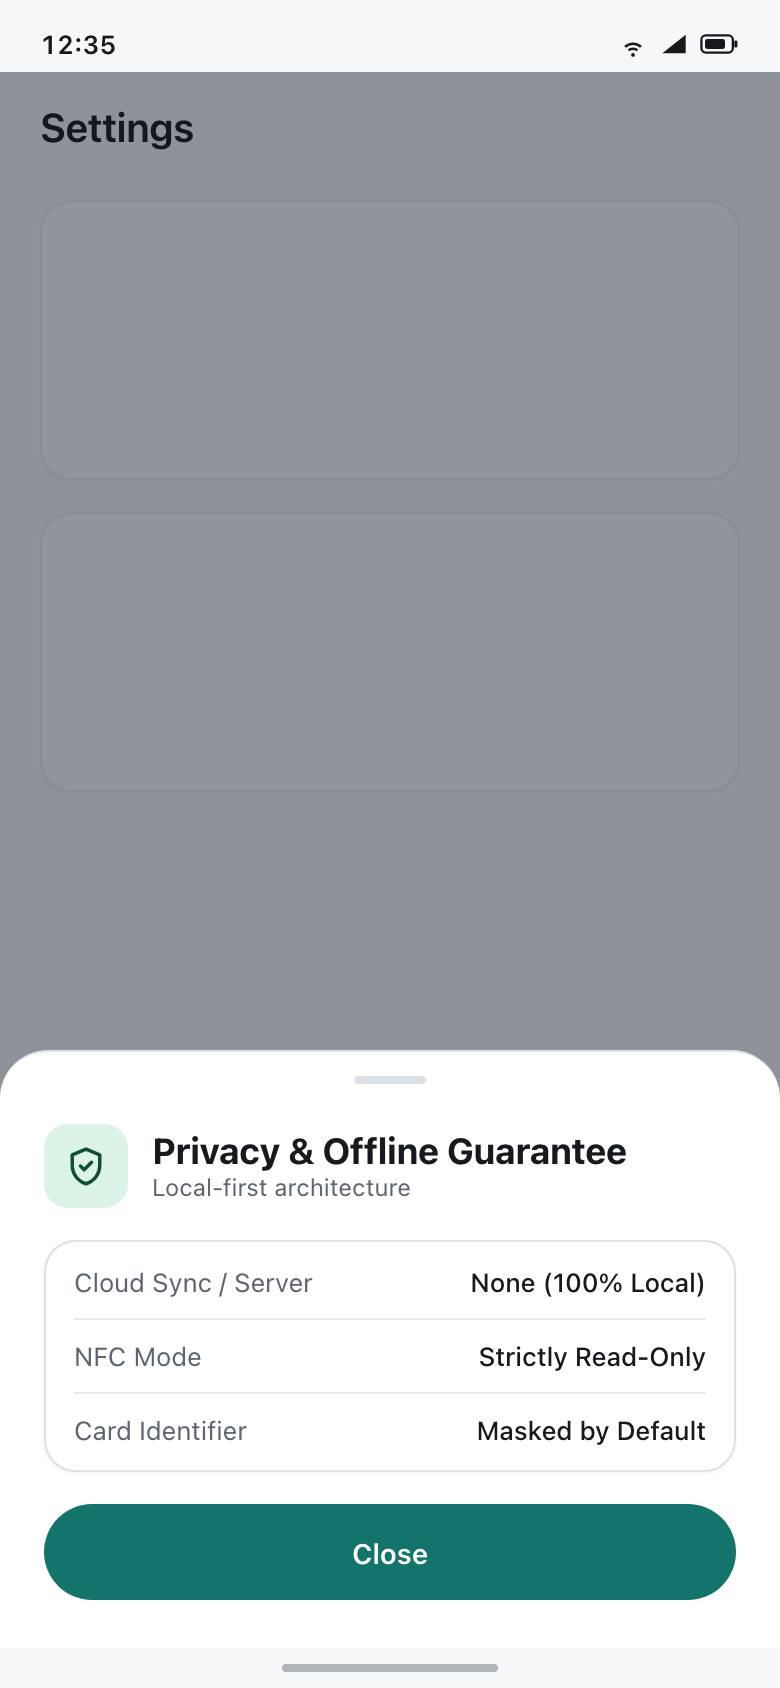 12:35
Settings
Privacy & Offline Guarantee
Local-first architecture
Cloud Sync / Server None (100% Local)
NFC Mode Strictly Read-Only
Card Identifier Masked by Default
Close